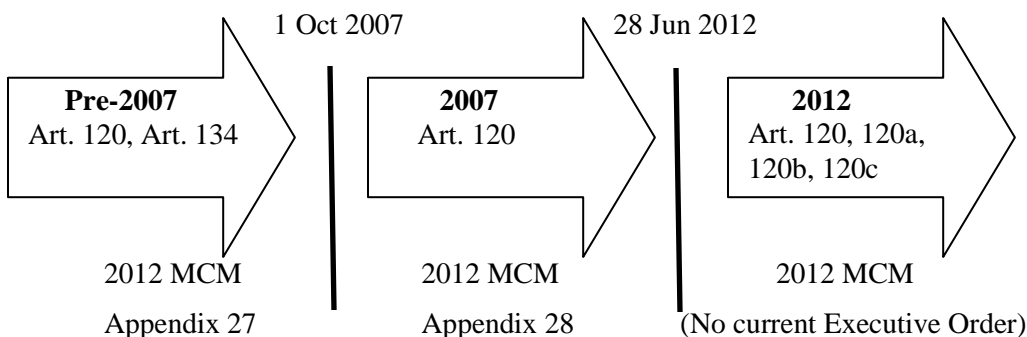 1 Oct 2007
28 Jun 2012
Pre-2007
Art. 120, Art. 134
2007
Art. 120
2012
Art. 120, 120a,
120b, 120c
2012 MCM
Appendix 27
2012 MCM
Appendix 28
2012 MCM
(No current Executive Order)